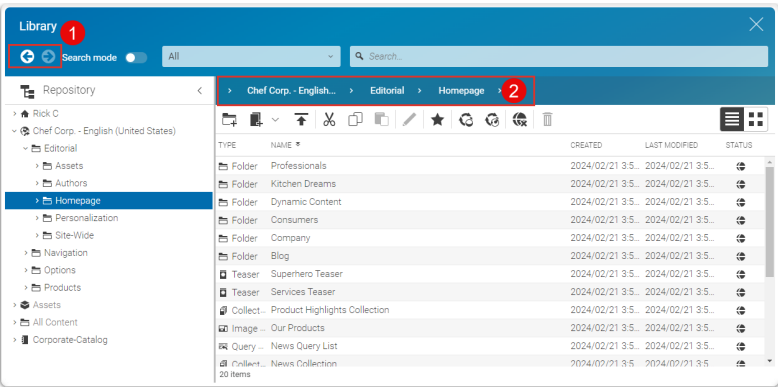 Library
1
Search mode
All
Search...
Repository
Chef Corp. - English... > Editorial > Homepage >
2
Rick C
Chef Corp. - English (United States)
Editorial
Assets
Authors
Homepage
Personalization
Site-Wide
Navigation
Options
Products
Assets
All Content
Corporate-Catalog
TYPE NAME CREATED LAST MODIFIED STATUS
Folder Professionals 2024/02/21 3:5... 2024/02/21 3:5...
Folder Kitchen Dreams 2024/02/21 3:5... 2024/02/21 3:5...
Folder Dynamic Content 2024/02/21 3:5... 2024/02/21 3:5...
Folder Consumers 2024/02/21 3:5... 2024/02/21 3:5...
Folder Company 2024/02/21 3:5... 2024/02/21 3:5...
Folder Blog 2024/02/21 3:5... 2024/02/21 3:5...
Teaser Superhero Teaser 2024/02/21 3:5... 2024/02/21 3:5...
Teaser Services Teaser 2024/02/21 3:5... 2024/02/21 3:5...
Collect... Product Highlights Collection 2024/02/21 3:5... 2024/02/21 3:5...
Image ... Our Products 2024/02/21 3:5... 2024/02/21 3:5...
Query ... News Query List 2024/02/21 3:5... 2024/02/21 3:5...
Collect... News Collection 2024/02/21 3:5... 2024/02/21 3:5...
20 items